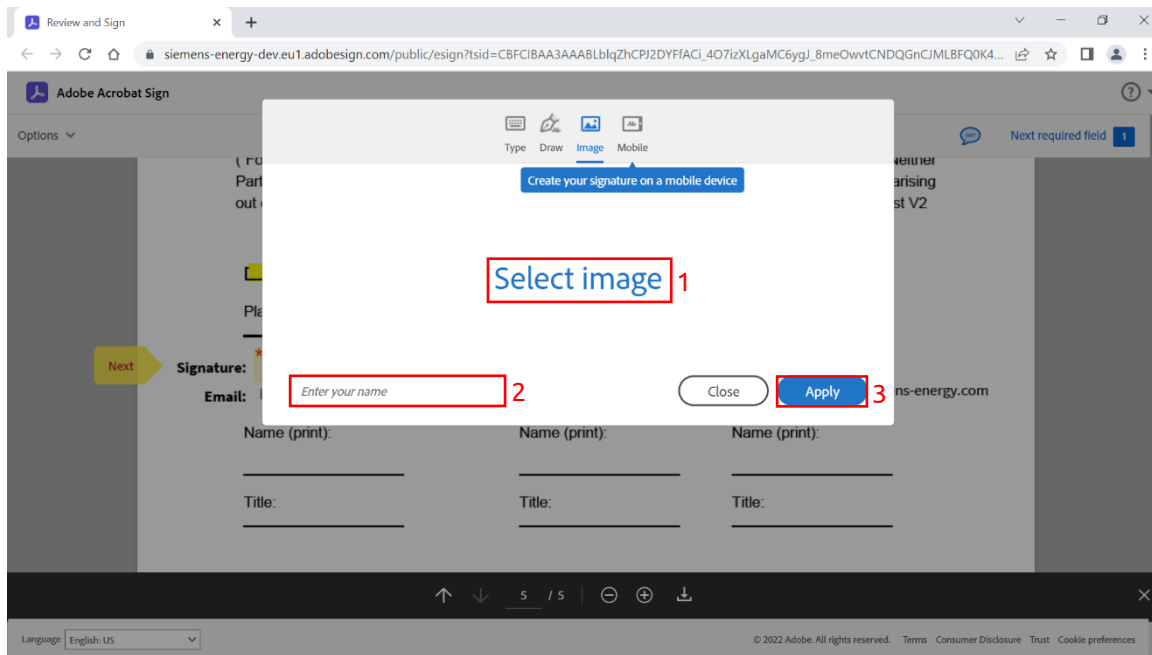 Review and Sign
siemens-energy-dev.eu1.adobesign.com/public/esign?tsid=CBFCIBAA3AAABLblqZhCPJ2DYFfACi_4O7izXLgaMC6ygJ_8meOwvtCNDQGnCJMLBFQ0K4...
Adobe Acrobat Sign
Options
Type Draw Image Mobile
Next required field 1
Create your signature on a mobile device
Part
arising
out
st V2
Select image 1
Next
Signature: *
Enter your name 2
Close
Apply 3
Email:
ns-energy.com
Name (print): Name (print): Name (print):
Title: Title: Title:
5 / 5
Language English: US
© 2022 Adobe. All rights reserved. Terms Consumer Disclosure Trust Cookie preferences